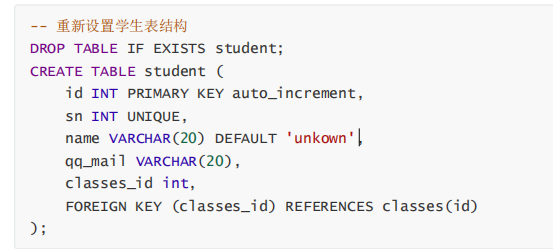 -- 重新设置学生表结构
DROP TABLE IF EXISTS student;
CREATE TABLE student (
    id INT PRIMARY KEY auto_increment,
    sn INT UNIQUE,
    name VARCHAR(20) DEFAULT 'unkown',
    qq_mail VARCHAR(20),
    classes_id int,
    FOREIGN KEY (classes_id) REFERENCES classes(id)
);